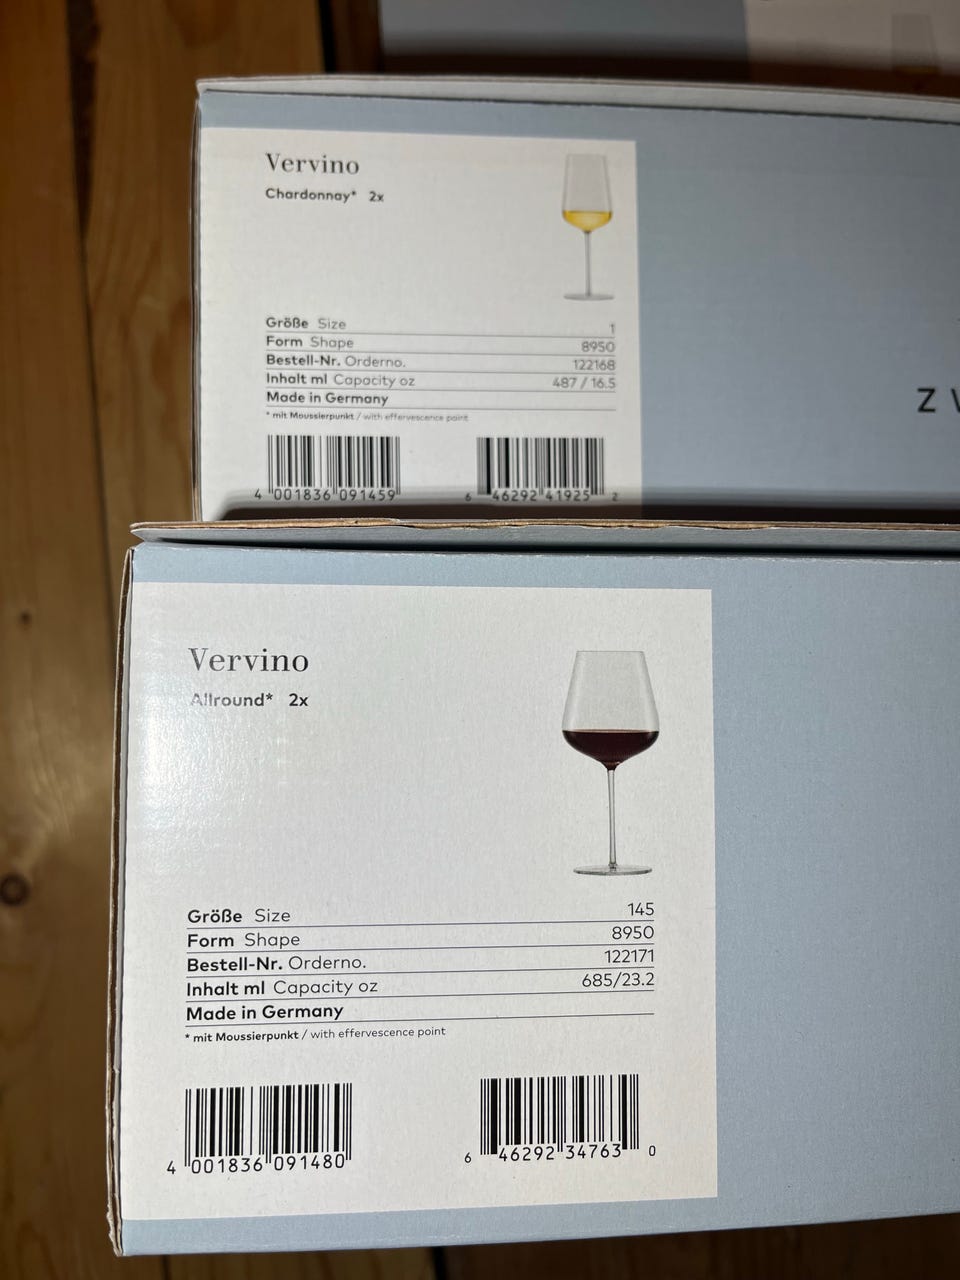 Vervino
Chardonnay* 2x
Größe Size 1
Form Shape 8950
Bestell-Nr. Orderno. 122168
Inhalt ml Capacity oz 487 / 16.5
Made in Germany
* mit Moussierpunkt / with effervescence point
4 001836 091459 6 46292 41925 2
Z
Vervino
Allround* 2x
Größe Size 145
Form Shape 8950
Bestell-Nr. Orderno. 122171
Inhalt ml Capacity oz 685/23.2
Made in Germany
* mit Moussierpunkt / with effervescence point
4 001836 091480 6 46292 34763 0